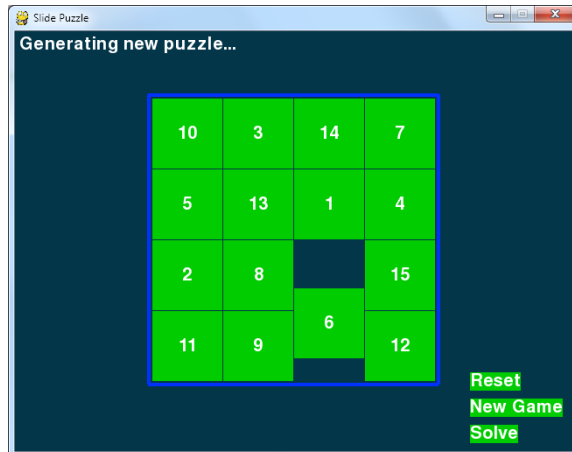 Slide Puzzle
Generating new puzzle...
10 3 14 7
5 13 1 4
2 8 15
6
11 9 12
Reset
New Game
Solve